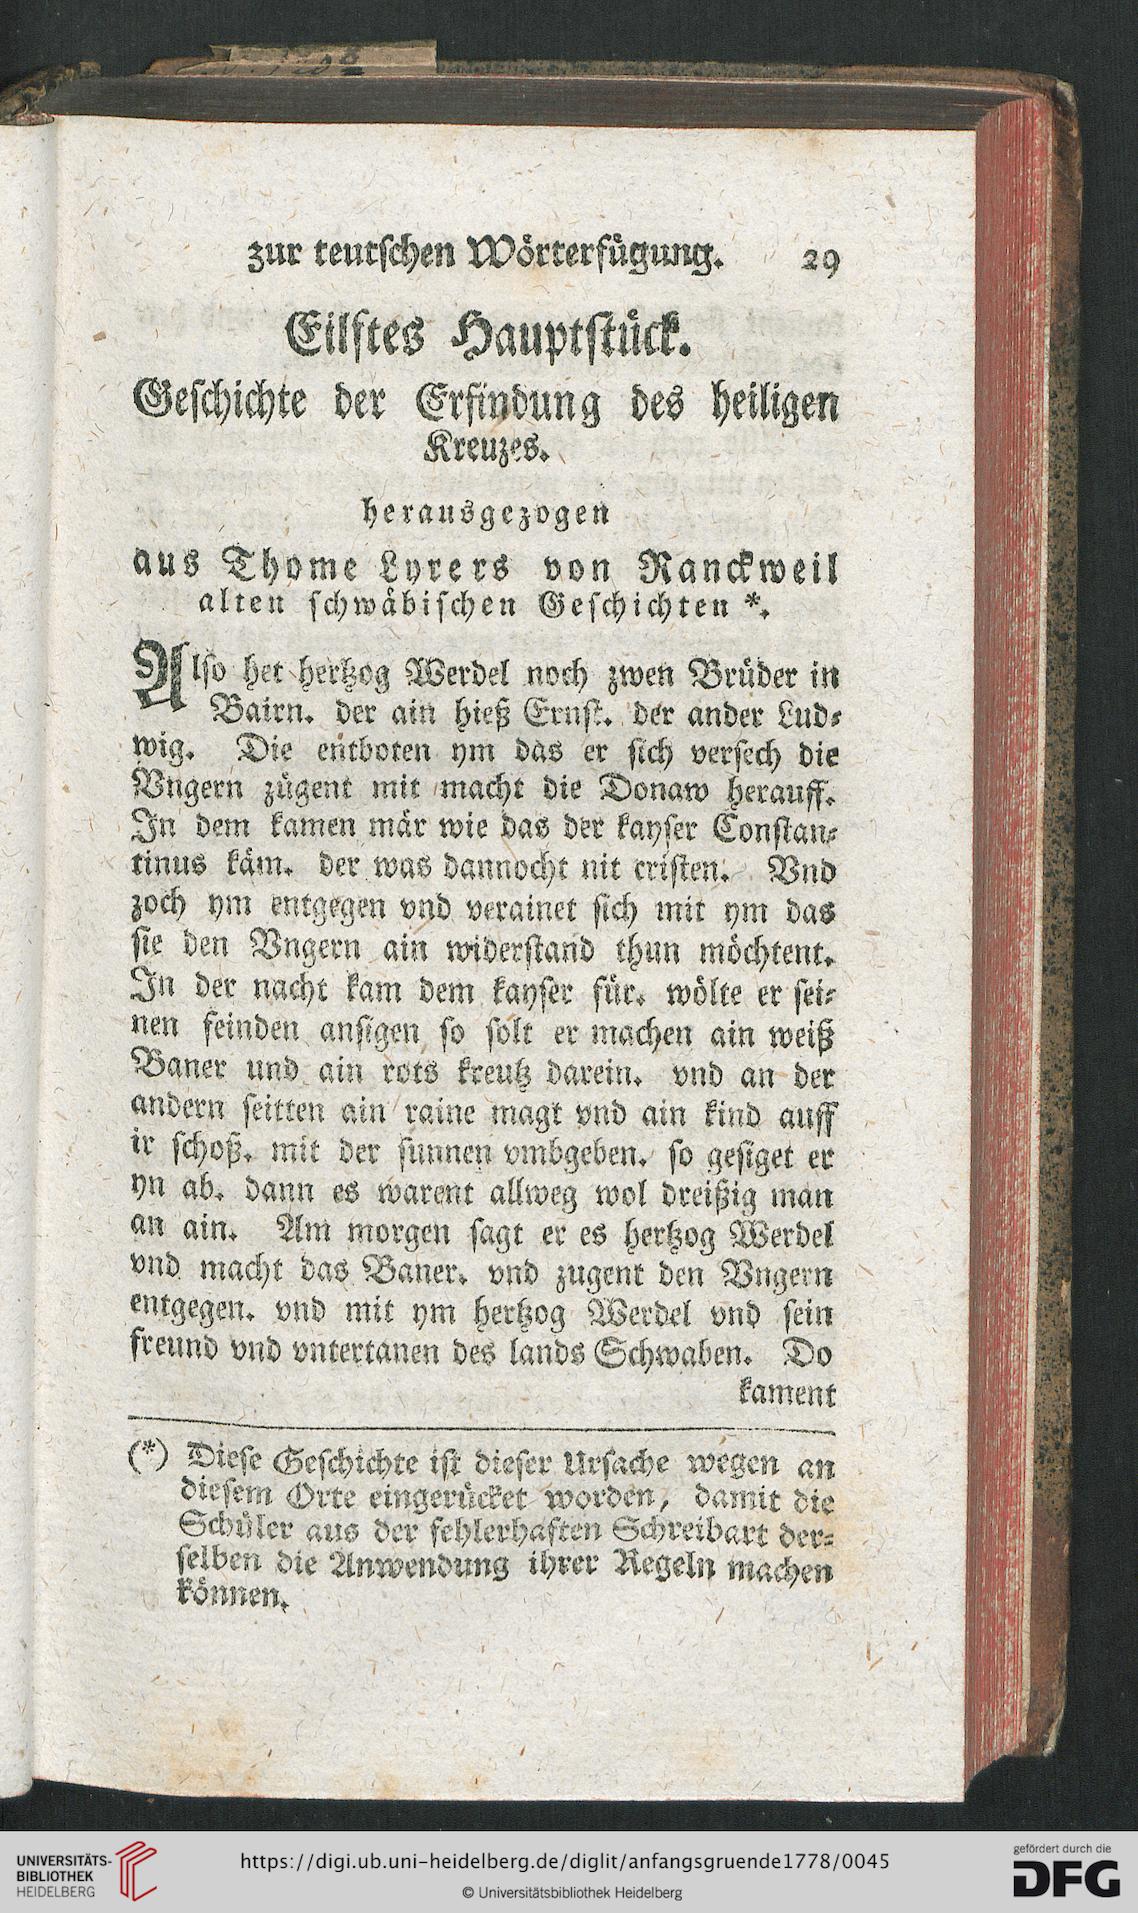 zur teutschen Wörterfügung. 29
Eilftes Hauptstück.
Geschichte der Erfindung des heiligen
Kreuzes.
herausgezogen
aus Thome Lyrers von Ranckweil
alten schwäbischen Geschichten *.
Also het hertzog Werdel noch zwen Brüder in
Bairn. der ain hieß Ernst. der ander Lud-
wig. Die entboten ym das er sich versech die
Vngern zügent mit macht die Donaw herauff.
In dem kamen mär wie das der kayser Constan-
tinus käm. der was dannocht nit cristen. Vnd
zoch ym entgegen vnd verainet sich mit ym das
sie den Vngern ain widerstand thun möchtent.
In der nacht kam dem kayser für. wölte er sei-
nen feinden ansigen so solt er machen ain weiß
Baner und ain rots kreutz darein. vnd an der
andern seitten ain raine magt vnd ain kind auff
ir schoß. mit der sunnen vmbgeben. so gesiget er
yn ab. dann es warent allweg wol dreißig man
an ain. Am morgen sagt er es hertzog Werdel
vnd macht das Baner. vnd zugent den Vngern
entgegen. vnd mit ym hertzog Werdel vnd sein
freund vnd vntertanen des lands Schwaben. Do
kament
(*) Diese Geschichte ist dieser Ursache wegen an
diesem Orte eingerücket worden, damit die
Schüler aus der fehlerhaften Schreibart der-
selben die Anwendung ihrer Regeln machen
können.
UNIVERSITÄTS-
BIBLIOTHEK
HEIDELBERG
https://digi.ub.uni-heidelberg.de/diglit/anfangsgruende1778/0045
© Universitätsbibliothek Heidelberg
gefördert durch die
DFG